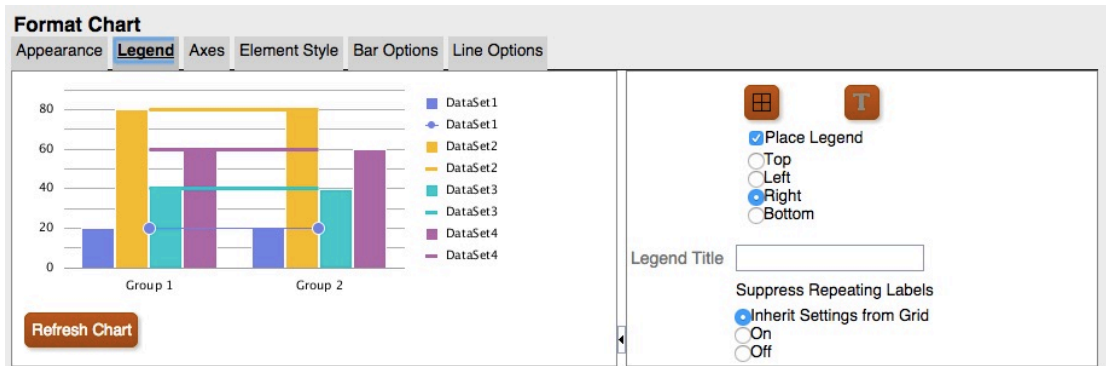 Format Chart
Appearance Legend Axes Element Style Bar Options Line Options
80
60
40
20
0
Group 1 Group 2
DataSet1
DataSet1
DataSet2
DataSet2
DataSet3
DataSet3
DataSet4
DataSet4
Refresh Chart
T
Place Legend
Top
Left
Right
Bottom
Legend Title
Suppress Repeating Labels
Inherit Settings from Grid
On
Off